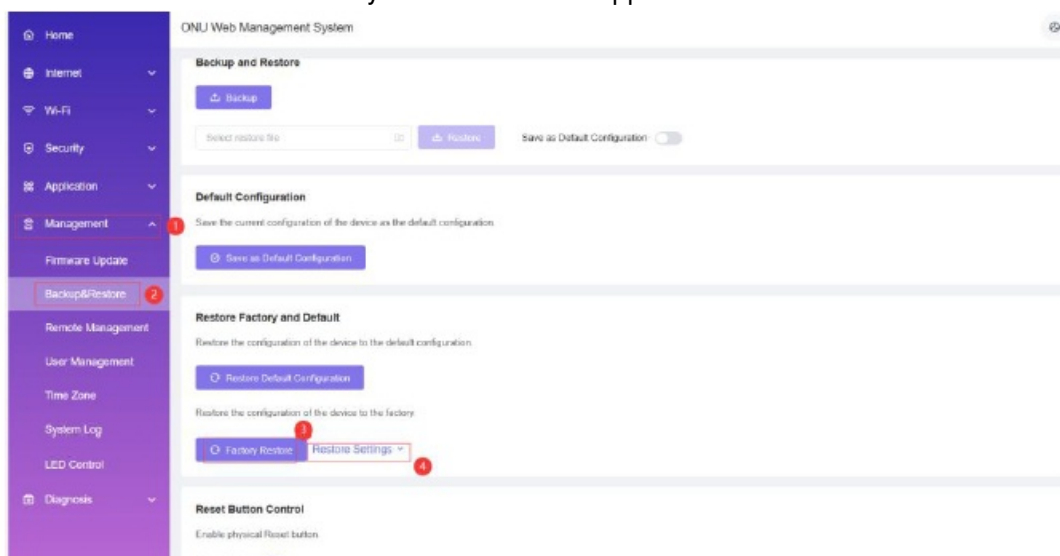 ONU Web Management System
Home
Internet
Wi-Fi
Security
Application
Management
1
Firmware Update
Backup&Restore
2
Remote Management
User Management
Time Zone
System Log
LED Control
Diagnosis
Backup and Restore
Backup
Select restore file
Restore
Save as Default Configuration
Default Configuration
Save the current configuration of the device as the default configuration
Save as Default Configuration
Restore Factory and Default
Restore the configuration of the device to the default configuration
Restore Default Configuration
Restore the configuration of the device to the factory
3
Factory Restore
Restore Settings
4
Reset Button Control
Enable physical Reset button